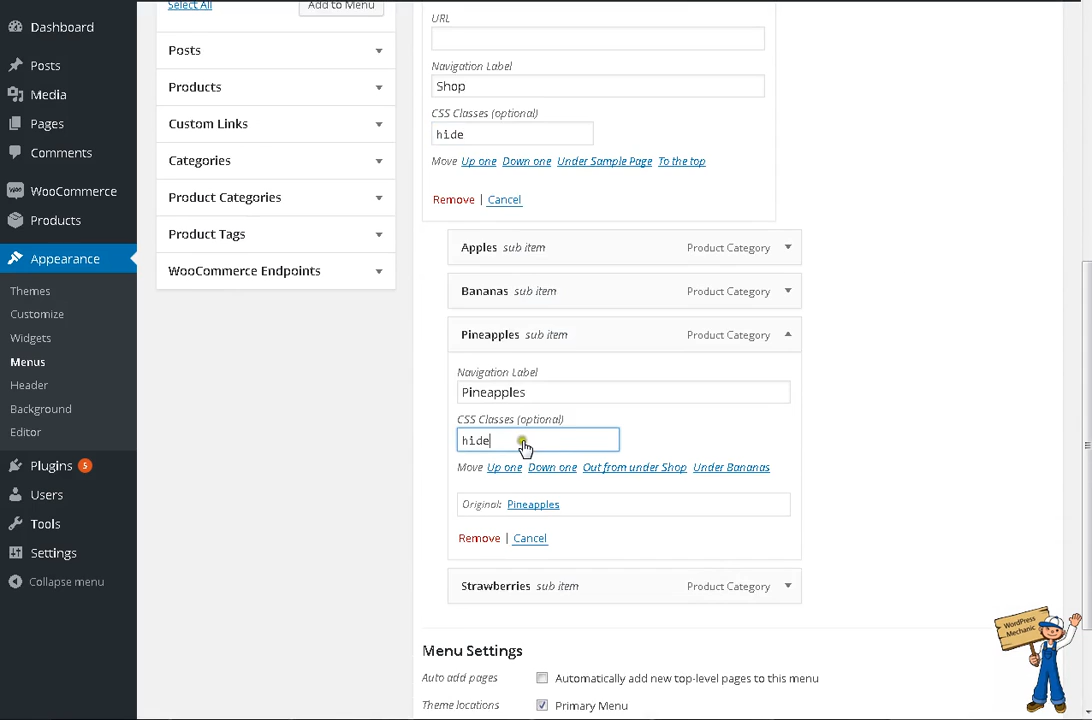 Dashboard
Posts
Media
Pages
Comments
WooCommerce
Products
Appearance
Themes
Customize
Widgets
Menus
Header
Background
Editor
Plugins 5
Users
Tools
Settings
Collapse menu
Select All
Add to Menu
Posts
Products
Custom Links
Categories
Product Categories
Product Tags
WooCommerce Endpoints
URL
Navigation Label
Shop
CSS Classes (optional)
hide
Move Up one Down one Under Sample Page To the top
Remove | Cancel
Apples sub item Product Category
Bananas sub item Product Category
Pineapples sub item Product Category
Navigation Label
Pineapples
CSS Classes (optional)
hide
Move Up one Down one Out from under Shop Under Bananas
Original: Pineapples
Remove | Cancel
Strawberries sub item Product Category
Menu Settings
Auto add pages Automatically add new top-level pages to this menu
Theme locations Primary Menu
WordPress
Mechanic